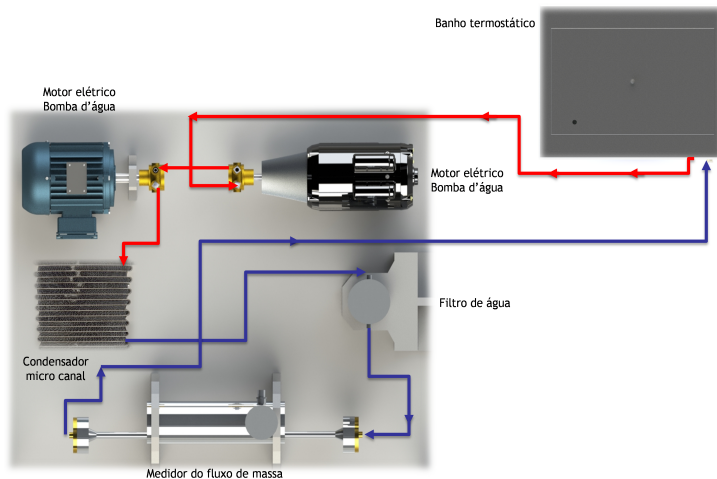 Banho termostático
Motor elétrico
Bomba d'água
Motor elétrico
Bomba d'água
Filtro de água
Condensador
micro canal
Medidor do fluxo de massa